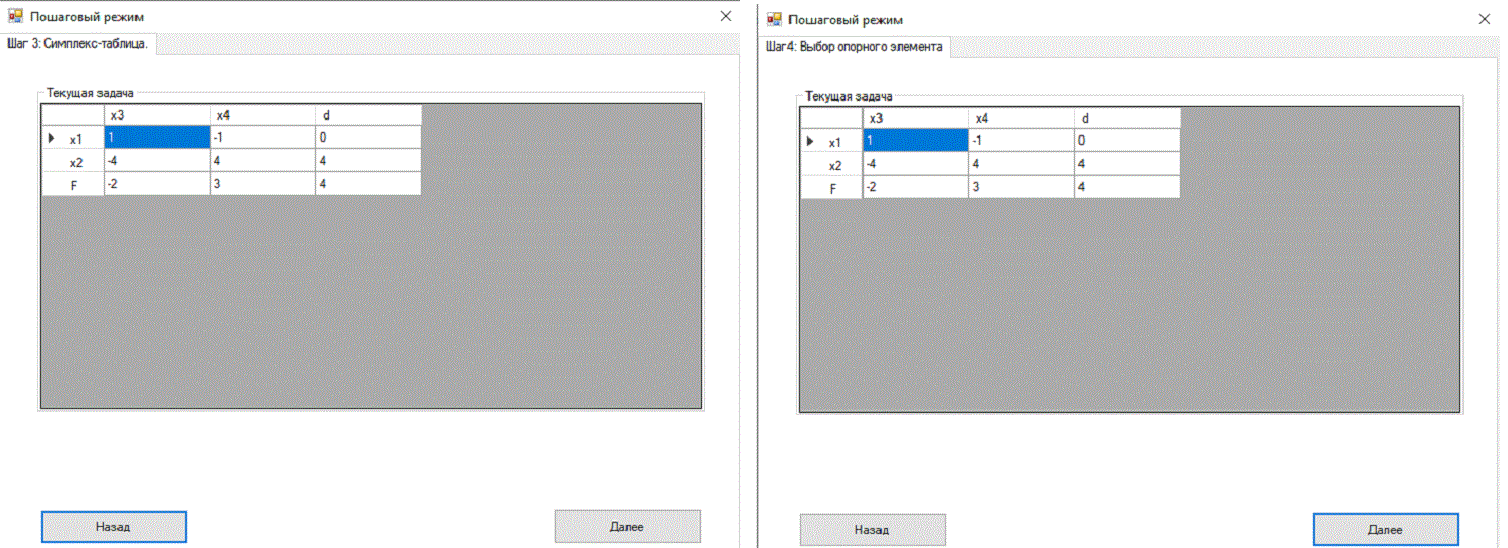 Пошаговый режим
Шаг 3: Симплекс-таблица.
Текущая задача
x3 x4 d
x1 1 -1 0
x2 -4 4 4
F -2 3 4
Назад Далее
Пошаговый режим
Шаг4: Выбор опорного элемента
Текущая задача
x3 x4 d
x1 1 -1 0
x2 -4 4 4
F -2 3 4
Назад Далее